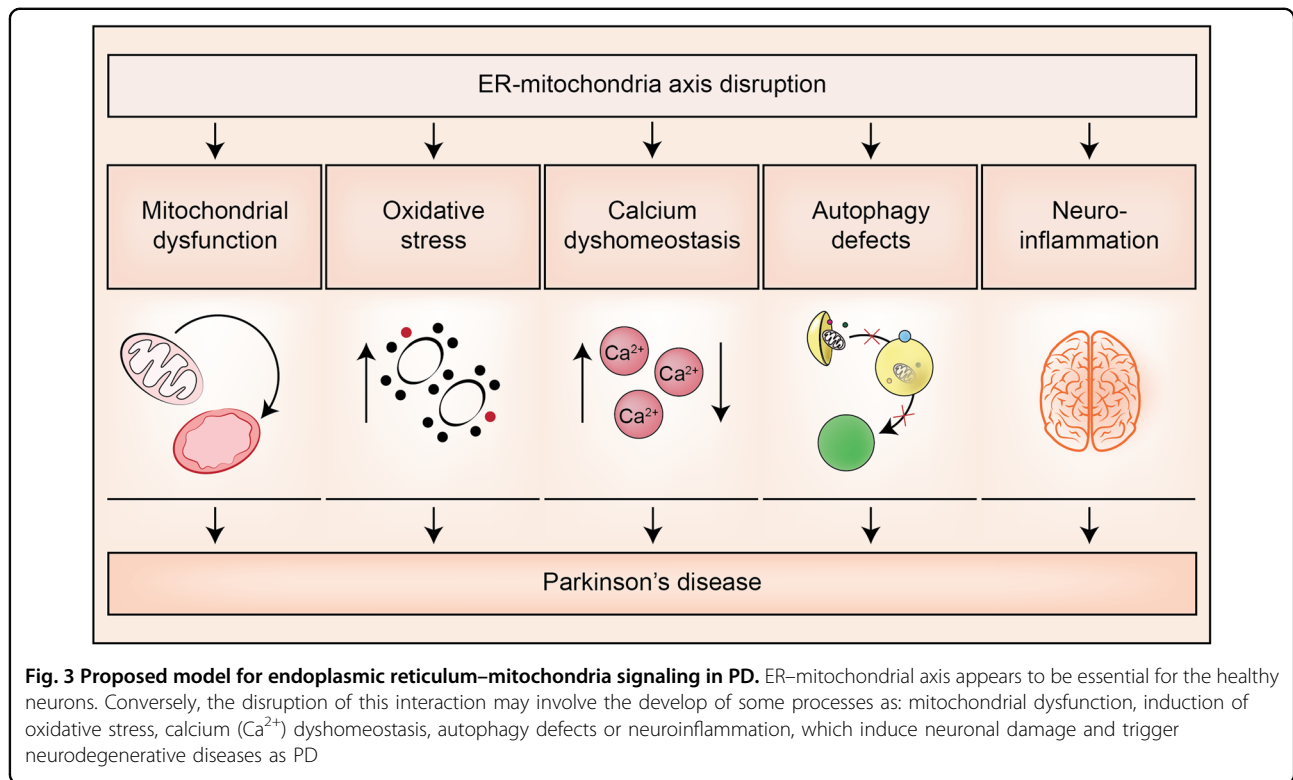 ER-mitochondria axis disruption
Mitochondrial
dysfunction
Oxidative
stress
Calcium
dyshomeostasis
Autophagy
defects
Neuro-
inflammation
Ca²⁺
Ca²⁺
Ca²⁺
Parkinson's disease
Fig. 3 Proposed model for endoplasmic reticulum–mitochondria signaling in PD. ER–mitochondrial axis appears to be essential for the healthy
neurons. Conversely, the disruption of this interaction may involve the develop of some processes as: mitochondrial dysfunction, induction of
oxidative stress, calcium (Ca²⁺) dyshomeostasis, autophagy defects or neuroinflammation, which induce neuronal damage and trigger
neurodegenerative diseases as PD